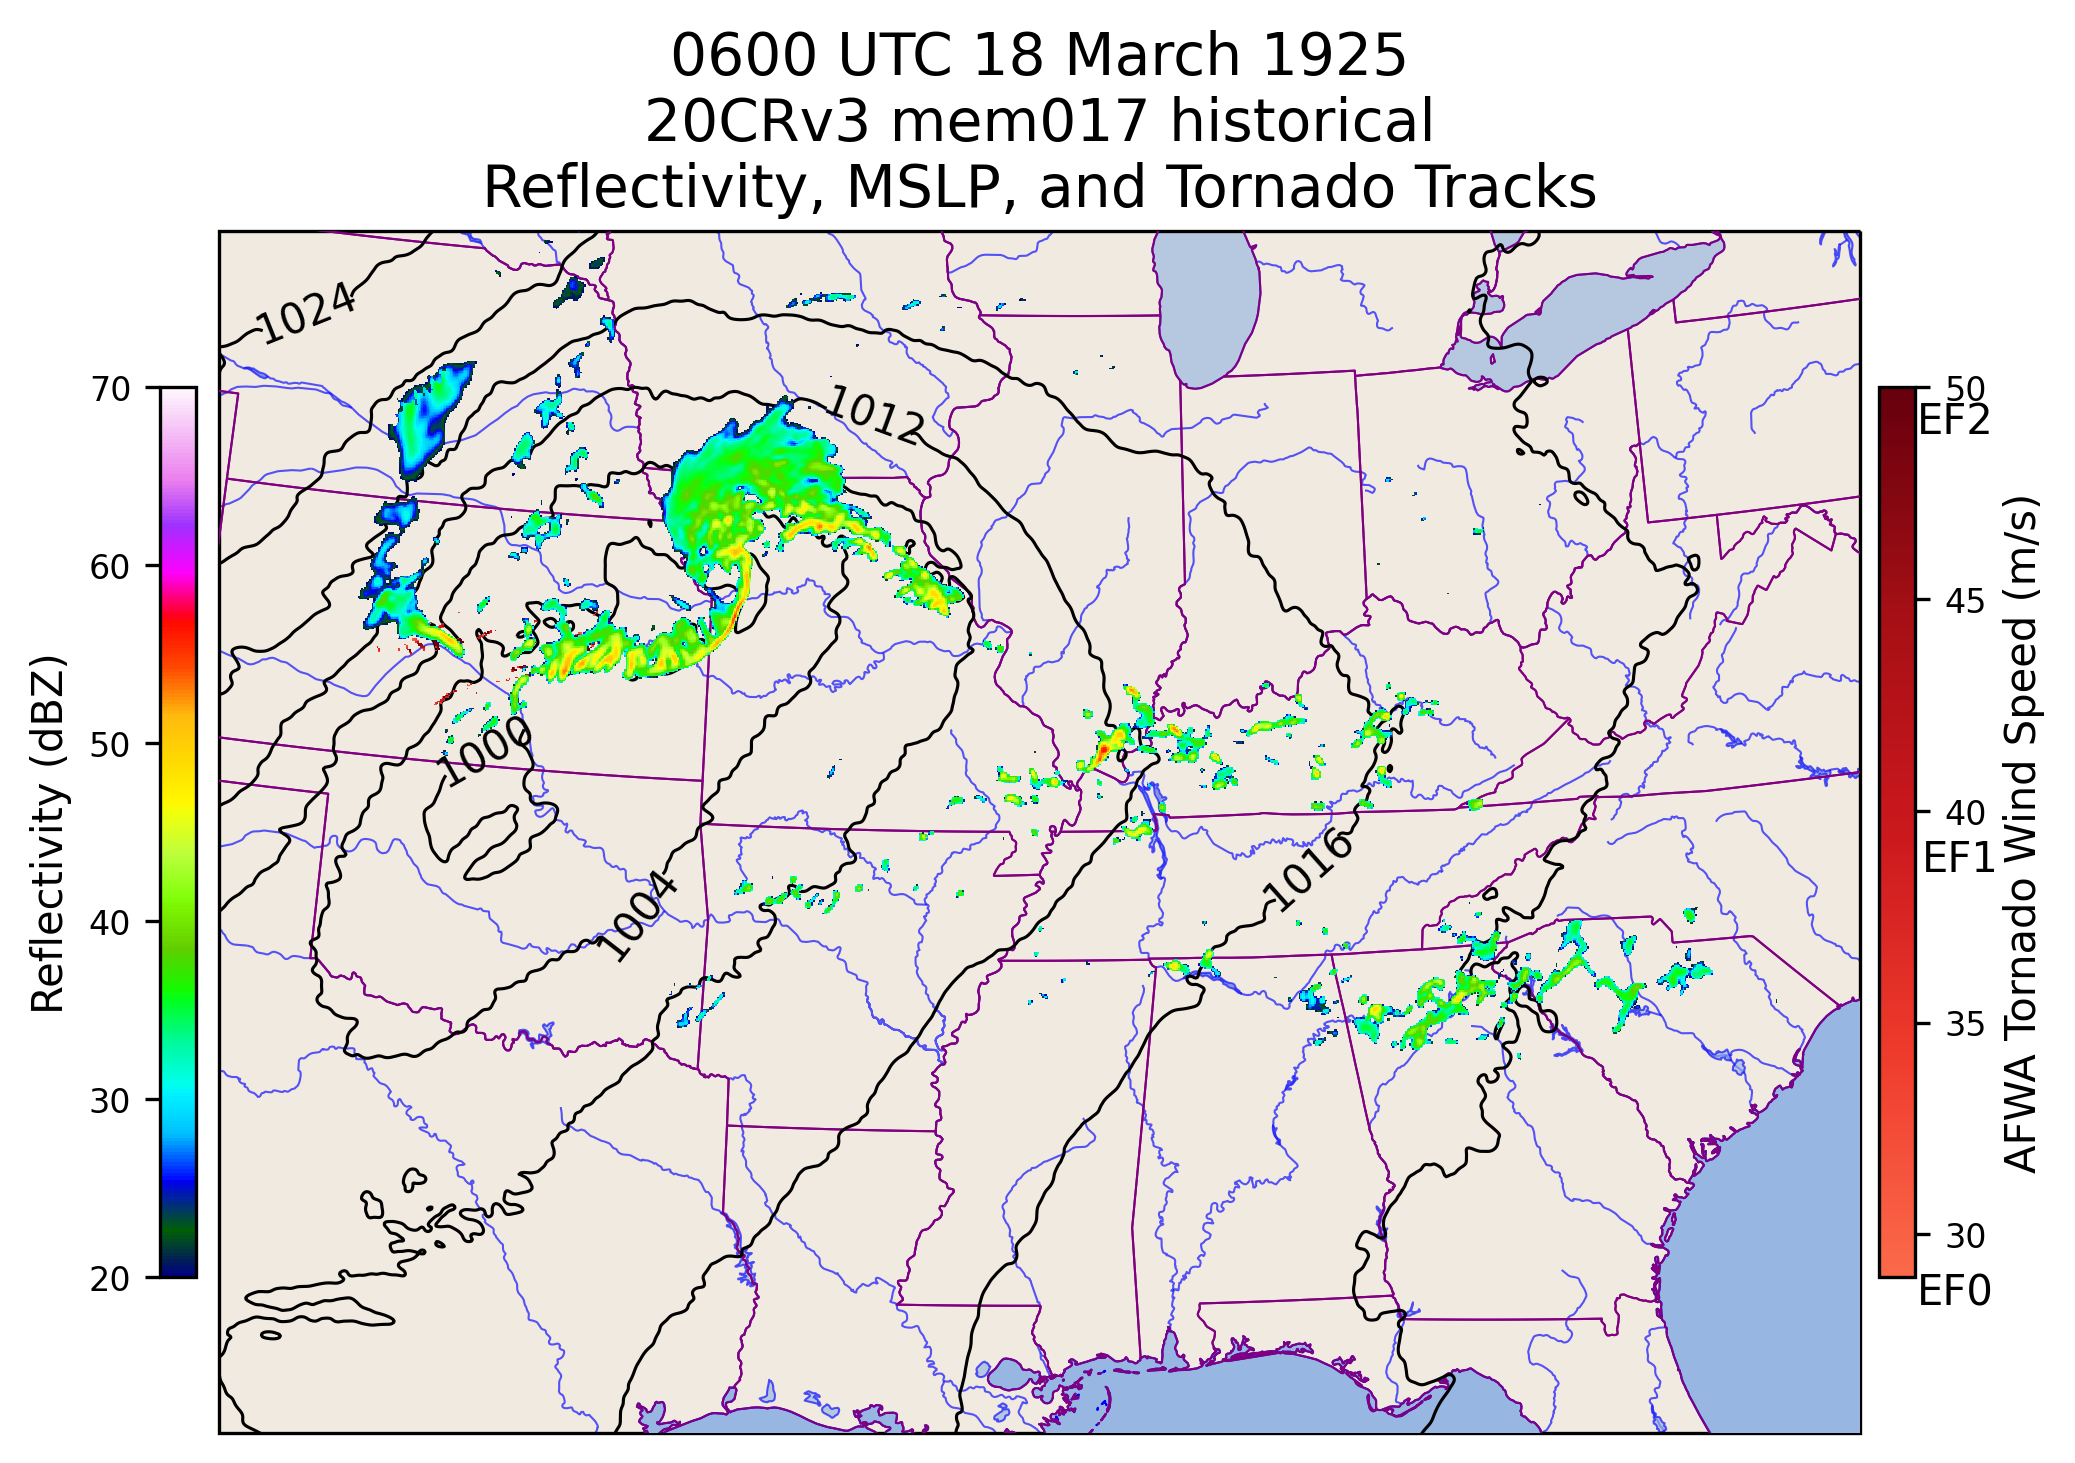 0600 UTC 18 March 1925
20CRv3 mem017 historical
Reflectivity, MSLP, and Tornado Tracks
1024
1012
1000
1004
1016
70
60
50
40
30
20
Reflectivity (dBZ)
50
EF2
45
40
EF1
35
30
EF0
AFWA Tornado Wind Speed (m/s)